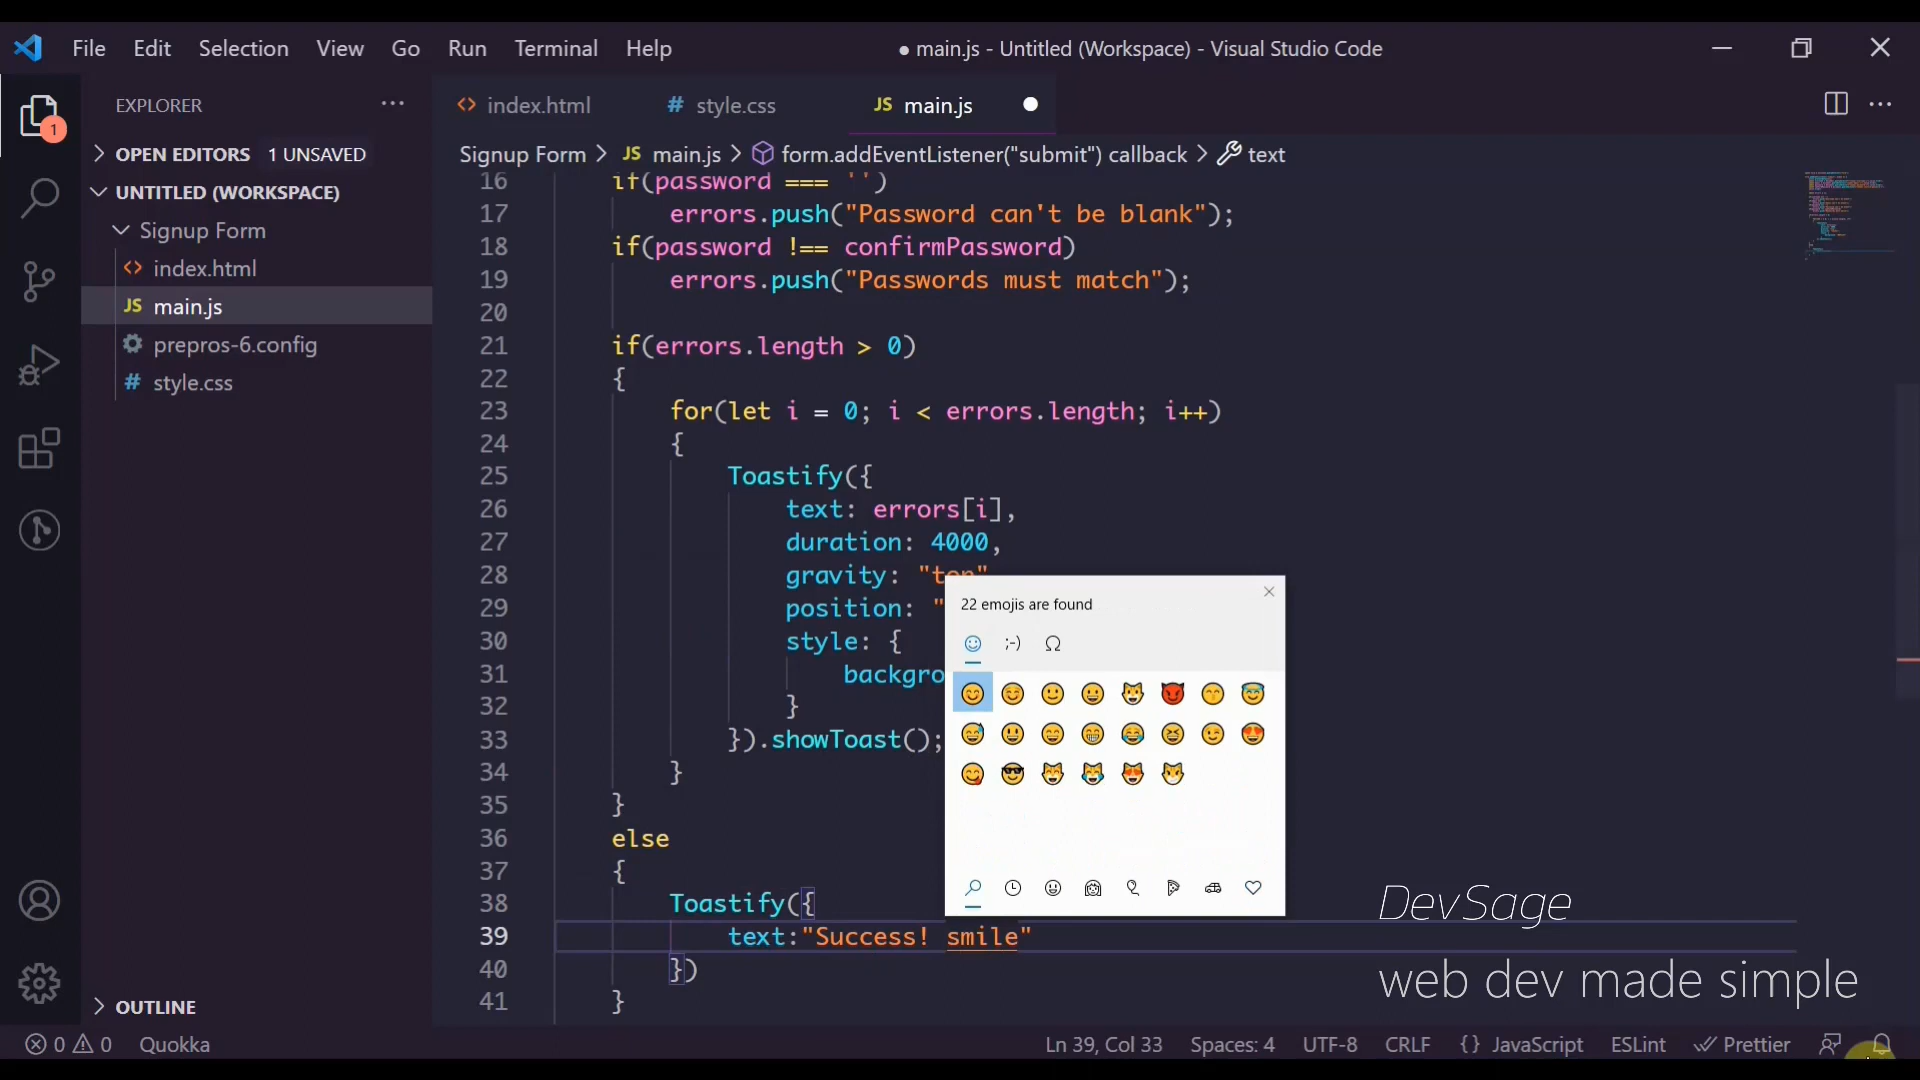 File Edit Selection View Go Run Terminal Help
● main.js - Untitled (Workspace) - Visual Studio Code
EXPLORER
1
OPEN EDITORS 1 UNSAVED
UNTITLED (WORKSPACE)
Signup Form
index.html
JS main.js
prepros-6.config
# style.css
OUTLINE
index.html # style.css JS main.js
Signup Form > JS main.js > form.addEventListener("submit") callback > text
16 if(password === '')
17 errors.push("Password can't be blank");
18 if(password !== confirmPassword)
19 errors.push("Passwords must match");
20
21 if(errors.length > 0)
22 {
23 for(let i = 0; i < errors.length; i++)
24 {
25 Toastify({
26 text: errors[i],
27 duration: 4000,
28 gravity: "top"
29 position: "
30 style: {
31 backgro
32 }
33 }).showToast();
34 }
35 }
36 else
37 {
38 Toastify({
39 text:"Success! smile"
40 })
41 }
22 emojis are found
;-) Ω
DevSage
web dev made simple
0 0 Quokka Ln 39, Col 33 Spaces: 4 UTF-8 CRLF {} JavaScript ESLint Prettier